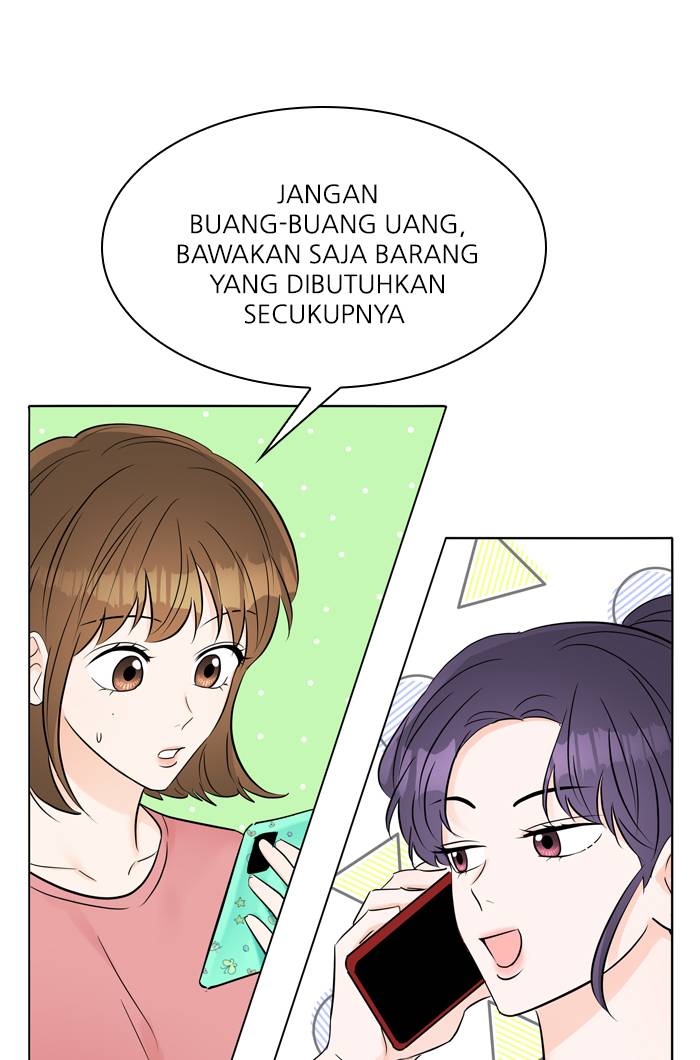 JANGAN
BUANG-BUANG UANG,
BAWAKAN SAJA BARANG
YANG DIBUTUHKAN
SECUKUPNYA